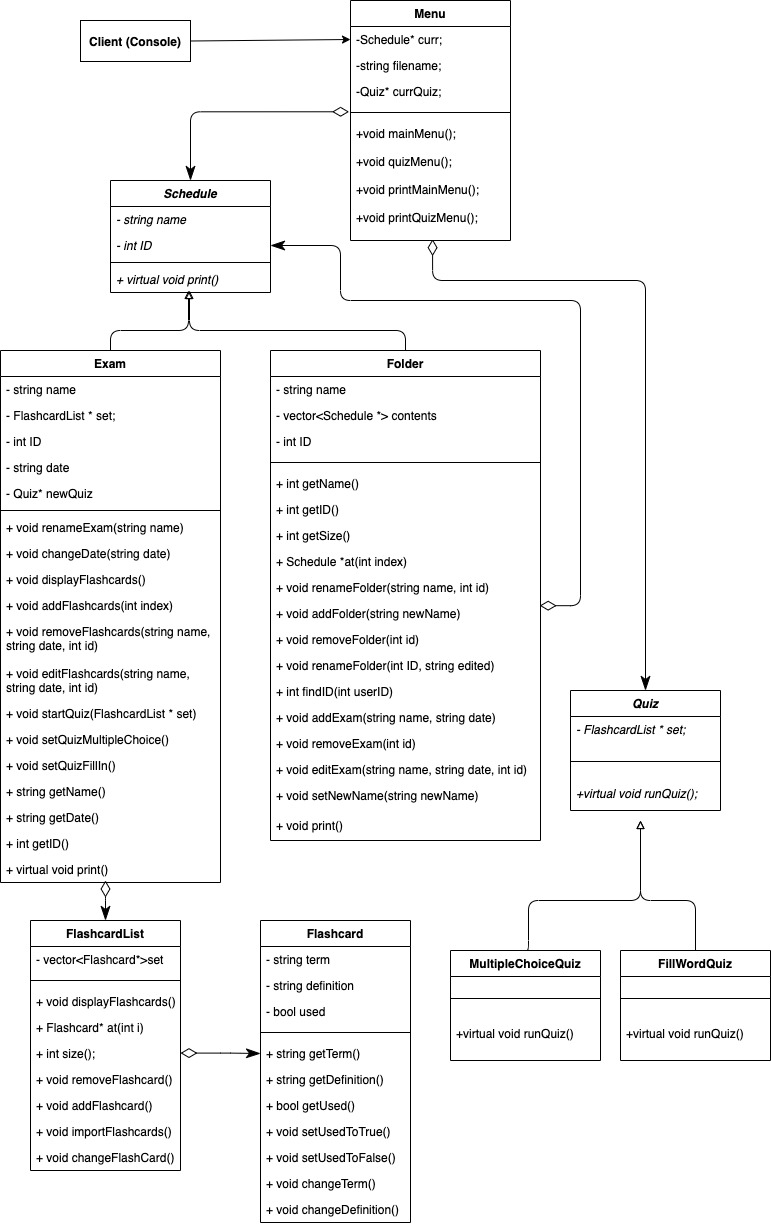 Client (Console)
Menu
-Schedule* curr;
-string filename;
-Quiz* currQuiz;
+void mainMenu();
+void quizMenu();
+void printMainMenu();
+void printQuizMenu();
Schedule
- string name
- int ID
+ virtual void print()
Exam
- string name
- FlashcardList * set;
- int ID
- string date
- Quiz* newQuiz
+ void renameExam(string name)
+ void changeDate(string date)
+ void displayFlashcards()
+ void addFlashcards(int index)
+ void removeFlashcards(string name,
string date, int id)
+ void editFlashcards(string name,
string date, int id)
+ void startQuiz(FlashcardList * set)
+ void setQuizMultipleChoice()
+ void setQuizFillIn()
+ string getName()
+ string getDate()
+ int getID()
+ virtual void print()
Folder
- string name
- vector<Schedule *> contents
- int ID
+ int getName()
+ int getID()
+ int getSize()
+ Schedule *at(int index)
+ void renameFolder(string name, int id)
+ void addFolder(string newName)
+ void removeFolder(int id)
+ void renameFolder(int ID, string edited)
+ int findID(int userID)
+ void addExam(string name, string date)
+ void removeExam(int id)
+ void editExam(string name, string date, int id)
+ void setNewName(string newName)
+ void print()
Quiz
- FlashcardList * set;
+virtual void runQuiz();
FlashcardList
- vector<Flashcard*>set
+ void displayFlashcards()
+ Flashcard* at(int i)
+ int size();
+ void removeFlashcard()
+ void addFlashcard()
+ void importFlashcards()
+ void changeFlashCard()
Flashcard
- string term
- string definition
- bool used
+ string getTerm()
+ string getDefinition()
+ bool getUsed()
+ void setUsedToTrue()
+ void setUsedToFalse()
+ void changeTerm()
+ void changeDefinition()
MultipleChoiceQuiz
+virtual void runQuiz()
FillWordQuiz
+virtual void runQuiz()